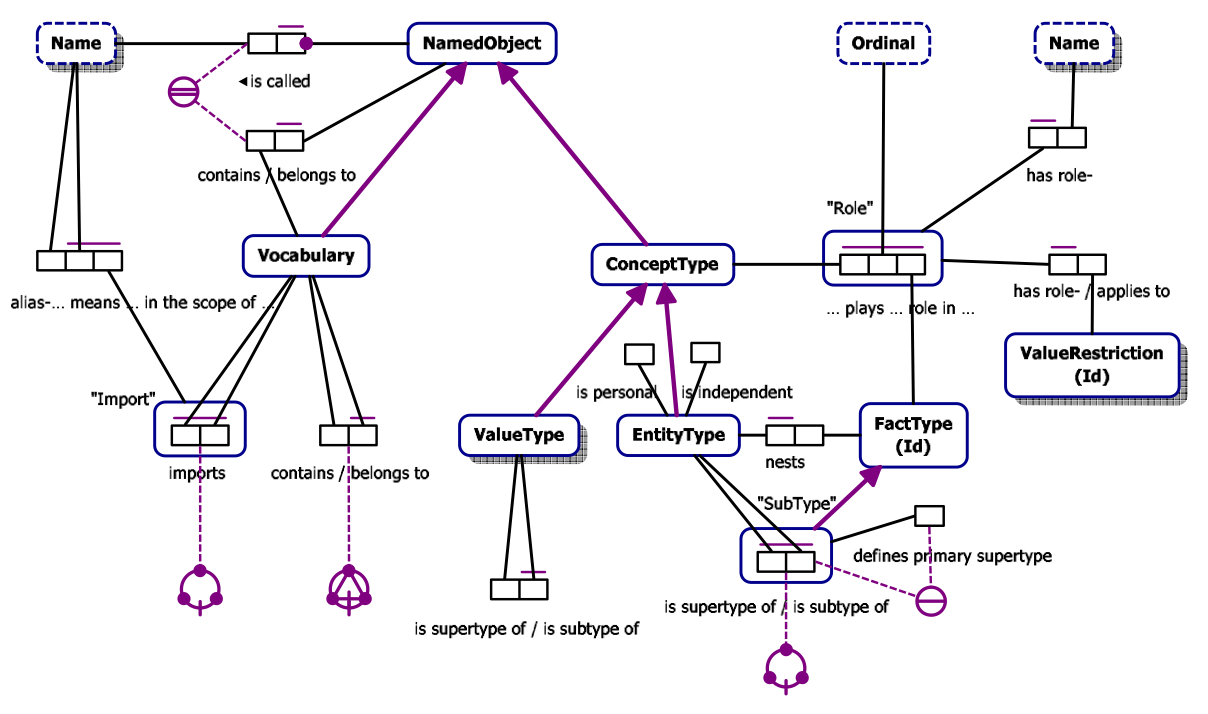 Name
NamedObject
Ordinal
Name
◄is called
contains / belongs to
has role-
"Role"
Vocabulary
ConceptType
alias-... means ... in the scope of ...
... plays ... role in ...
has role- / applies to
ValueRestriction
(Id)
is personal
is independent
"Import"
ValueType
EntityType
FactType
(Id)
imports
contains / belongs to
nests
"SubType"
defines primary supertype
is supertype of / is subtype of
is supertype of / is subtype of